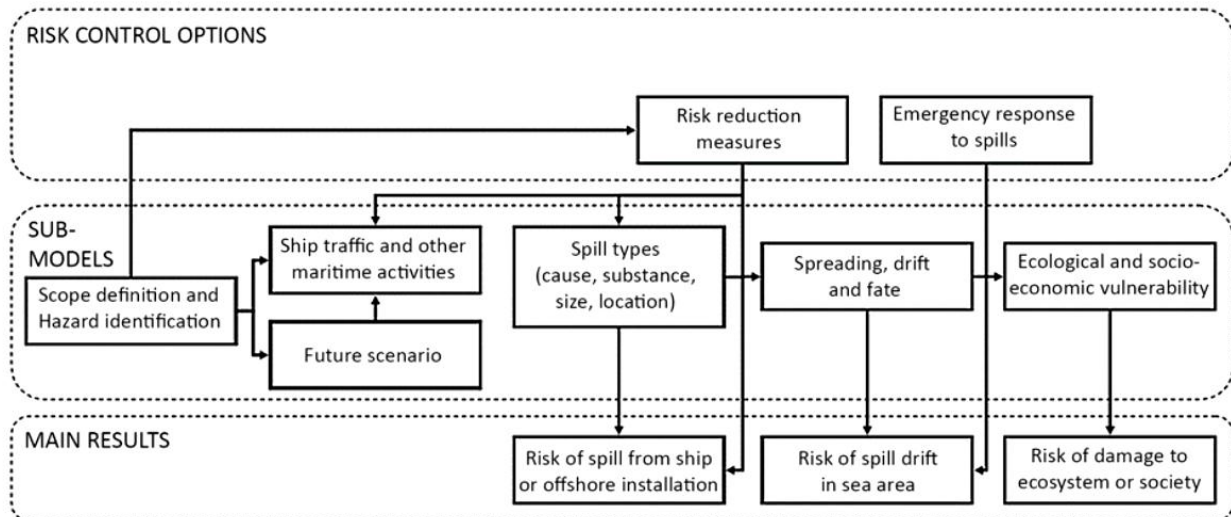 RISK CONTROL OPTIONS
Risk reduction
measures
Emergency response
to spills
SUB-
MODELS
Scope definition and
Hazard identification
Ship traffic and other
maritime activities
Future scenario
Spill types
(cause, substance,
size, location)
Spreading, drift
and fate
Ecological and socio-
economic vulnerability
MAIN RESULTS
Risk of spill from ship
or offshore installation
Risk of spill drift
in sea area
Risk of damage to
ecosystem or society